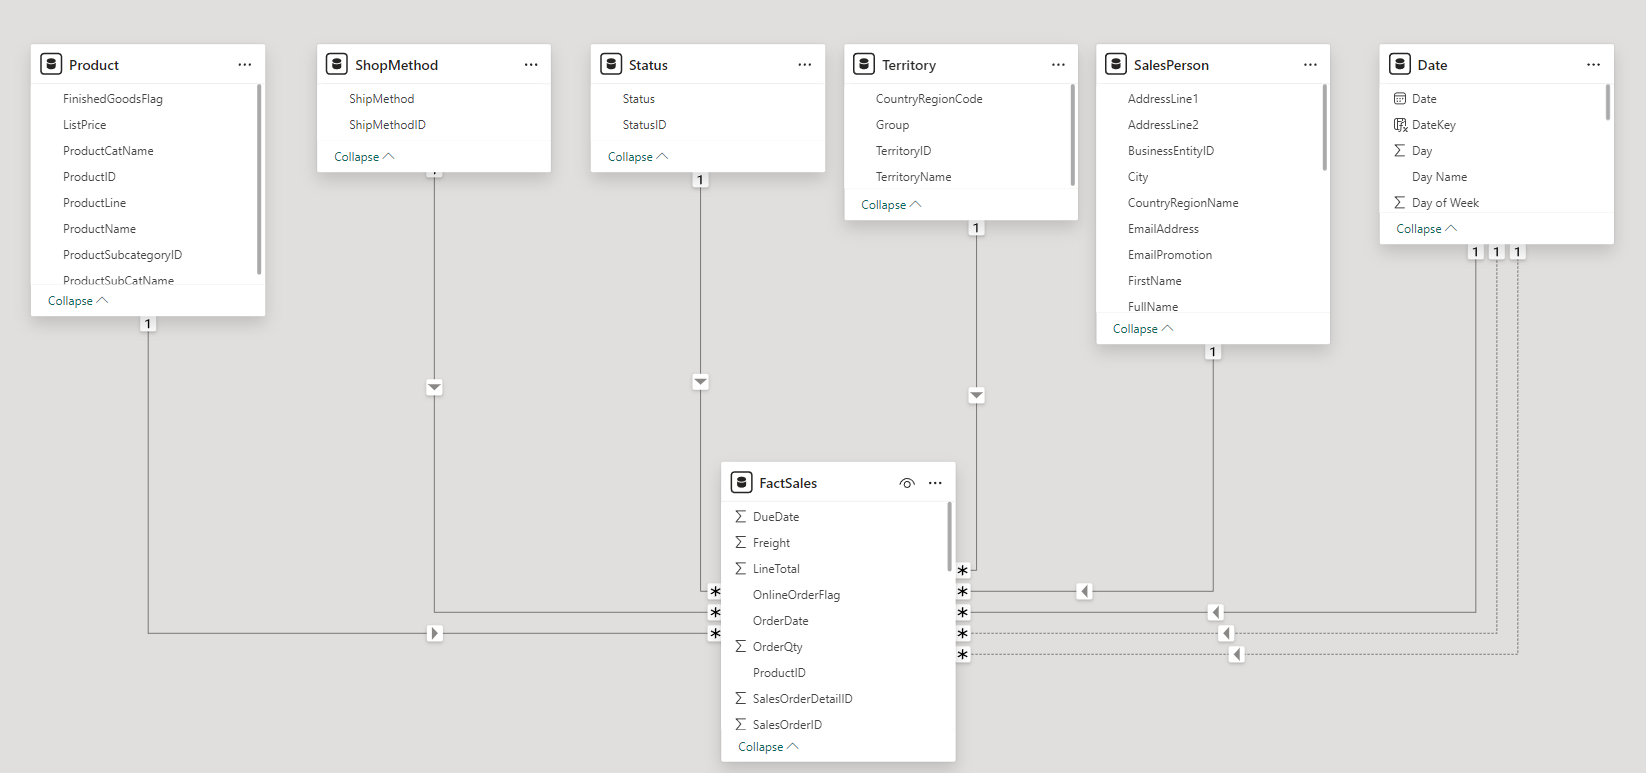 Product
FinishedGoodsFlag
ListPrice
ProductCatName
ProductID
ProductLine
ProductName
ProductSubcategoryID
ProductSubCatName
Collapse
1
ShopMethod
ShipMethod
ShipMethodID
Collapse
1
Status
Status
StatusID
Collapse
1
Territory
CountryRegionCode
Group
TerritoryID
TerritoryName
Collapse
1
SalesPerson
AddressLine1
AddressLine2
BusinessEntityID
City
CountryRegionName
EmailAddress
EmailPromotion
FirstName
FullName
Collapse
1
Date
Date
DateKey
Σ Day
Day Name
Σ Day of Week
Collapse
1 1 1
FactSales
Σ DueDate
Σ Freight
Σ LineTotal
OnlineOrderFlag
OrderDate
Σ OrderQty
ProductID
Σ SalesOrderDetailID
Σ SalesOrderID
Collapse
*
*
*
*
*
*
*
*